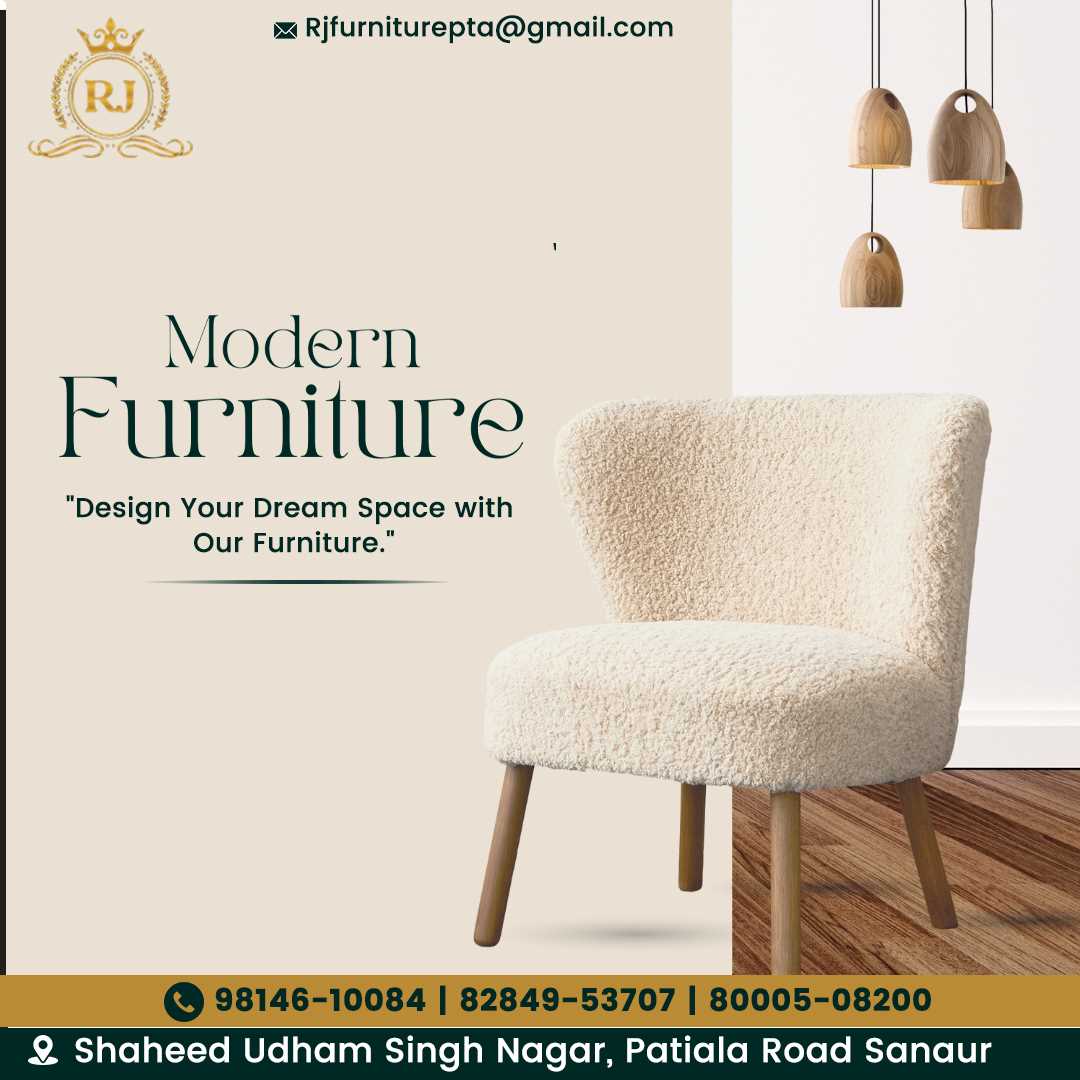 RJ
Rjfurniturepta@gmail.com
Modern
Furniture
"Design Your Dream Space with
Our Furniture."
98146-10084 | 82849-53707 | 80005-08200
Shaheed Udham Singh Nagar, Patiala Road Sanaur